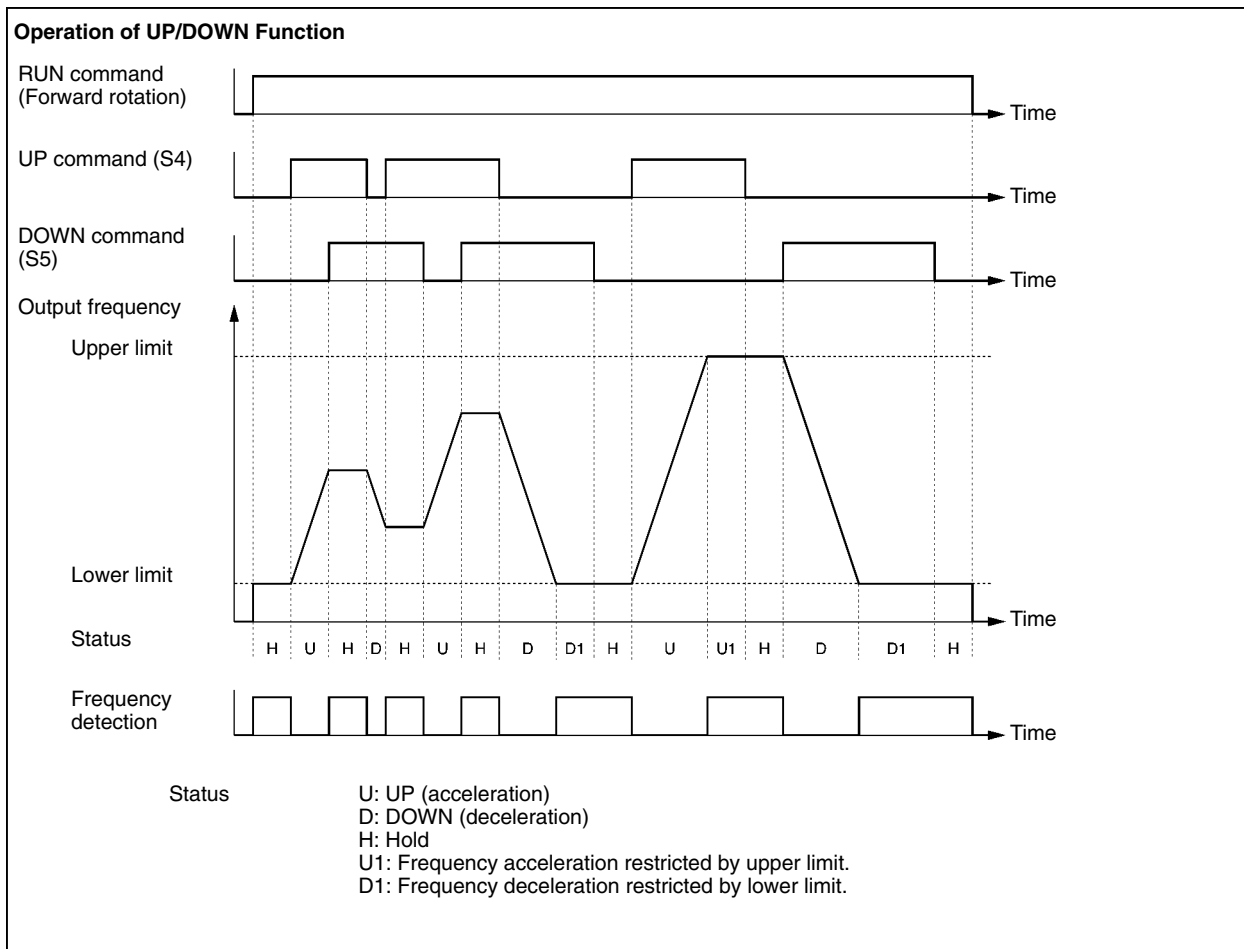 Operation of UP/DOWN Function
RUN command
(Forward rotation)
Time
UP command (S4)
Time
DOWN command
(S5)
Time
Output frequency
Upper limit
Lower limit
Time
Status
H U H D H U H D D1 H U U1 H D D1 H
Frequency
detection
Time
Status
U: UP (acceleration)
D: DOWN (deceleration)
H: Hold
U1: Frequency acceleration restricted by upper limit.
D1: Frequency deceleration restricted by lower limit.